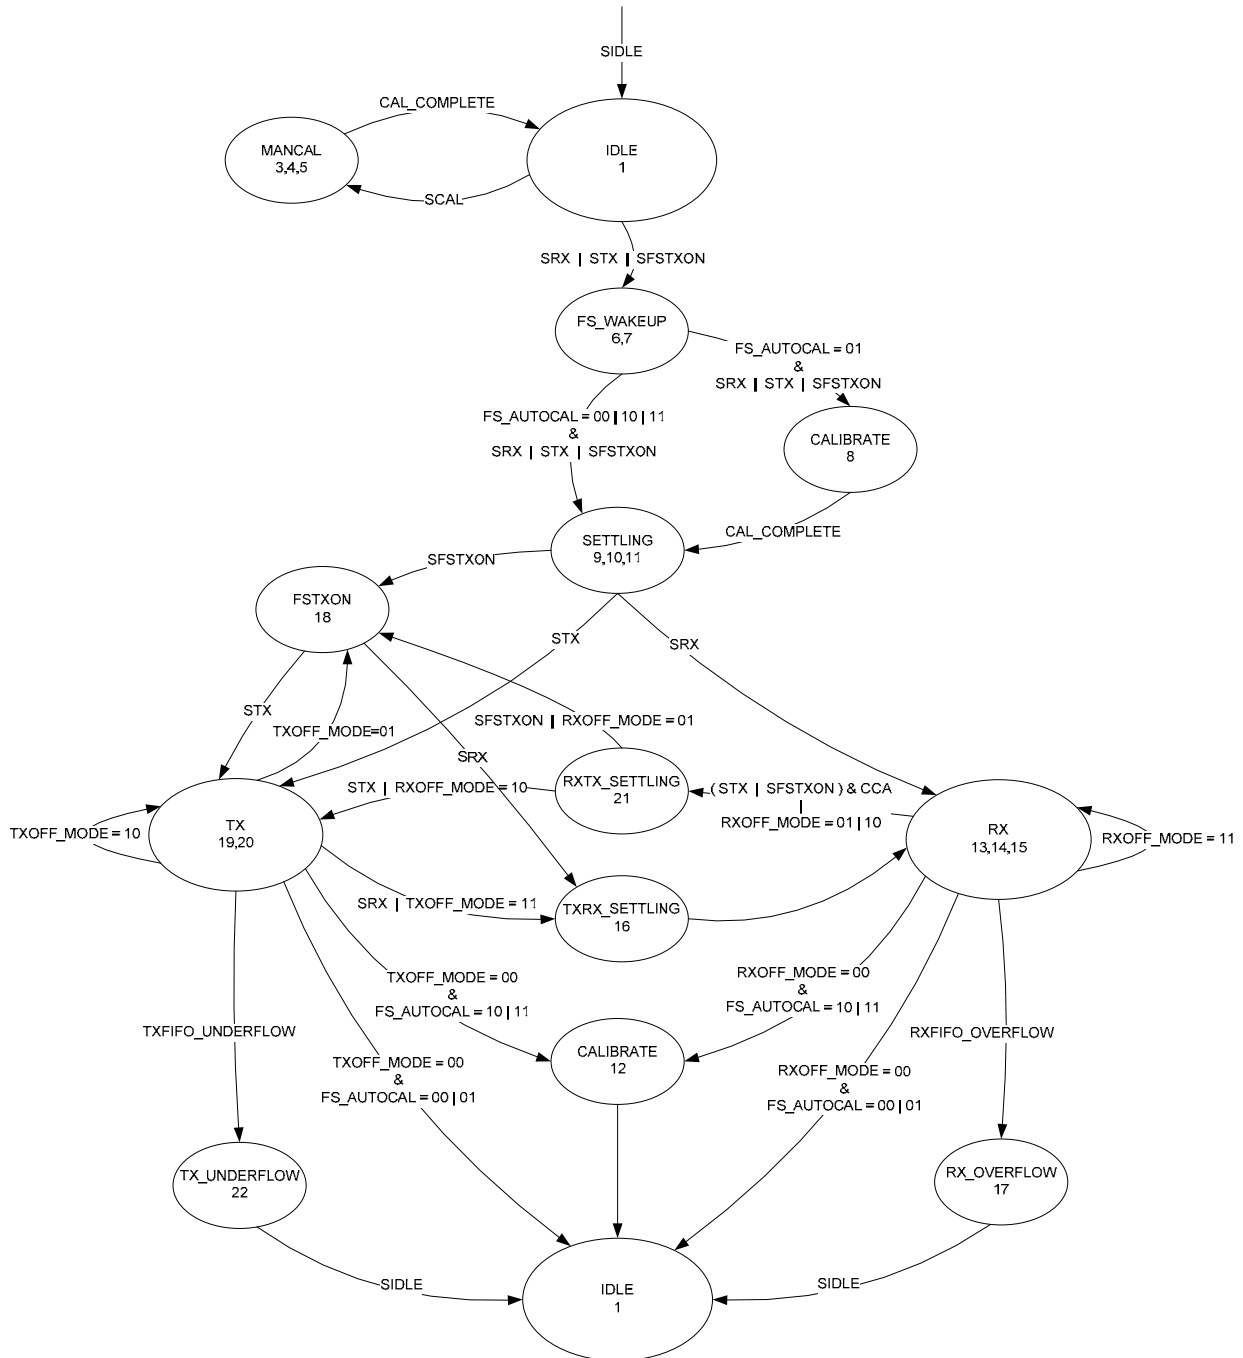 SIDLE
CAL_COMPLETE
MANCAL
3,4,5
IDLE
1
SCAL
SRX | STX | SFSTXON
FS_WAKEUP
6,7
FS_AUTOCAL = 01
&
SRX | STX | SFSTXON
FS_AUTOCAL = 00 | 10 | 11
&
SRX | STX | SFSTXON
CALIBRATE
8
CAL_COMPLETE
SETTLING
9,10,11
SFSTXON
FSTXON
18
STX
SRX
STX
TXOFF_MODE=01
SFSTXON | RXOFF_MODE = 01
SRX
STX | RXOFF_MODE = 10
RXTX_SETTLING
21
( STX | SFSTXON ) & CCA
|
RXOFF_MODE = 01 | 10
TXOFF_MODE = 10
TX
19,20
RX
13,14,15
RXOFF_MODE = 11
SRX | TXOFF_MODE = 11
TXRX_SETTLING
16
TXOFF_MODE = 00
&
FS_AUTOCAL = 10 | 11
RXOFF_MODE = 00
&
FS_AUTOCAL = 10 | 11
TXFIFO_UNDERFLOW
RXFIFO_OVERFLOW
CALIBRATE
12
TXOFF_MODE = 00
&
FS_AUTOCAL = 00 | 01
RXOFF_MODE = 00
&
FS_AUTOCAL = 00 | 01
TX_UNDERFLOW
22
RX_OVERFLOW
17
SIDLE
SIDLE
IDLE
1